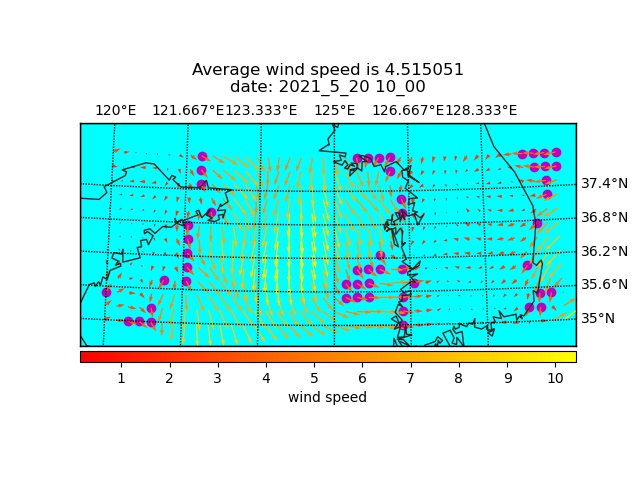 Average wind speed is 4.515051
date: 2021_5_20 10_00
120°E 121.667°E 123.333°E 125°E 126.667°E 128.333°E
37.4°N
36.8°N
36.2°N
35.6°N
35°N
1 2 3 4 5 6 7 8 9 10
wind speed